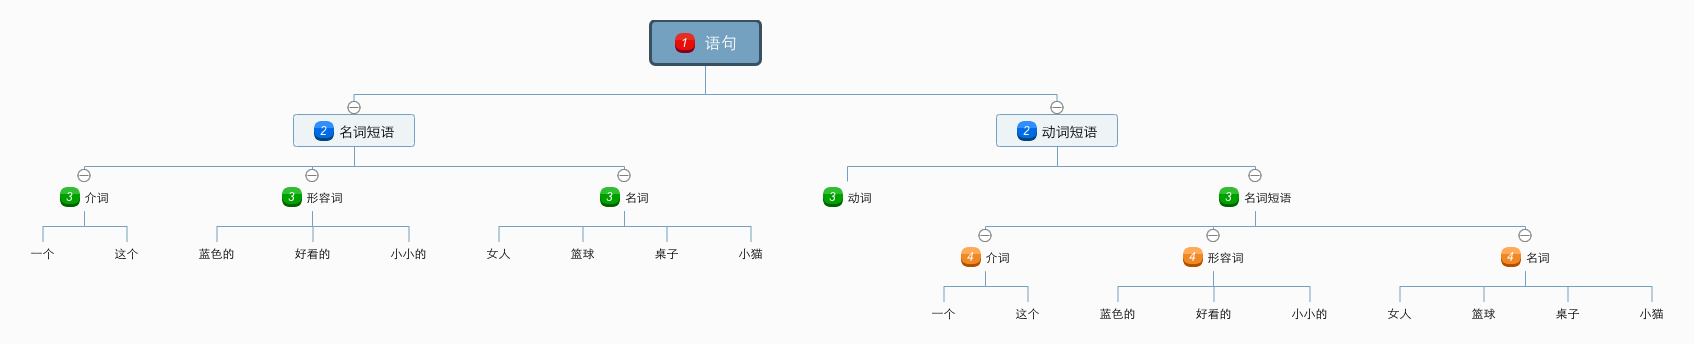 1 语句
2 名词短语
2 动词短语
3 介词
3 形容词
3 名词
3 动词
3 名词短语
一个
这个
蓝色的
好看的
小小的
女人
篮球
桌子
小猫
4 介词
4 形容词
4 名词
一个
这个
蓝色的
好看的
小小的
女人
篮球
桌子
小猫